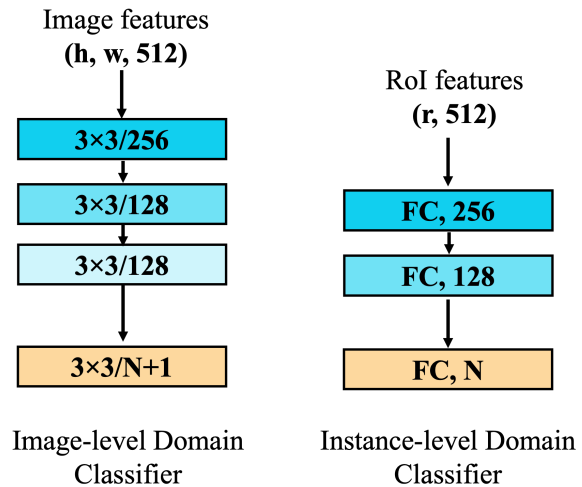 Image features
(h, w, 512)
3×3/256
3×3/128
3×3/128
3×3/N+1
Image-level Domain
Classifier
RoI features
(r, 512)
FC, 256
FC, 128
FC, N
Instance-level Domain
Classifier